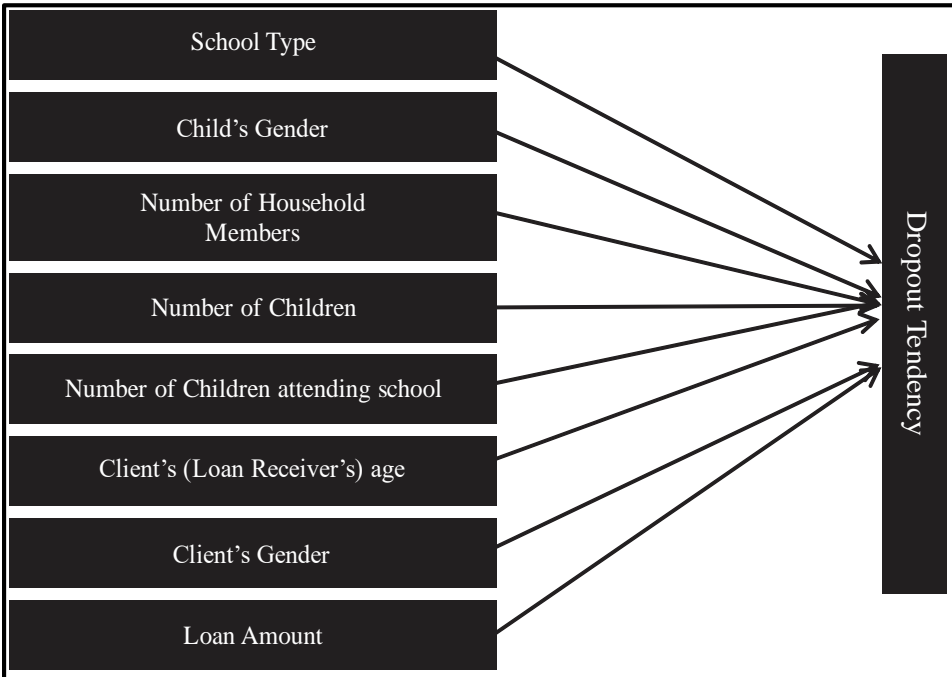 School Type
Child’s Gender
Number of Household
Members
Number of Children
Number of Children attending school
Client’s (Loan Receiver’s) age
Client’s Gender
Loan Amount
Dropout Tendency